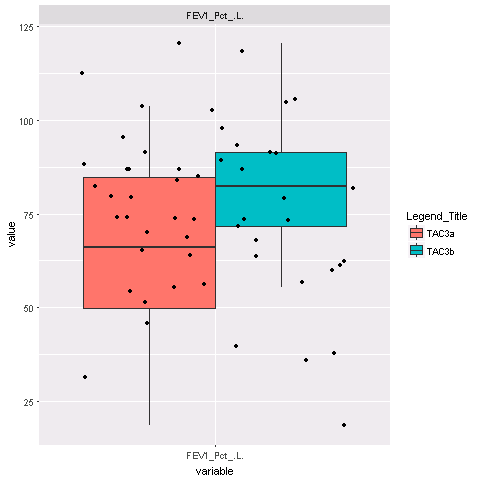 FEV1_Pct_.L.
125
100
75
50
25
value
FEV1_Pct_.L.
variable
Legend_Title
TAC3a
TAC3b